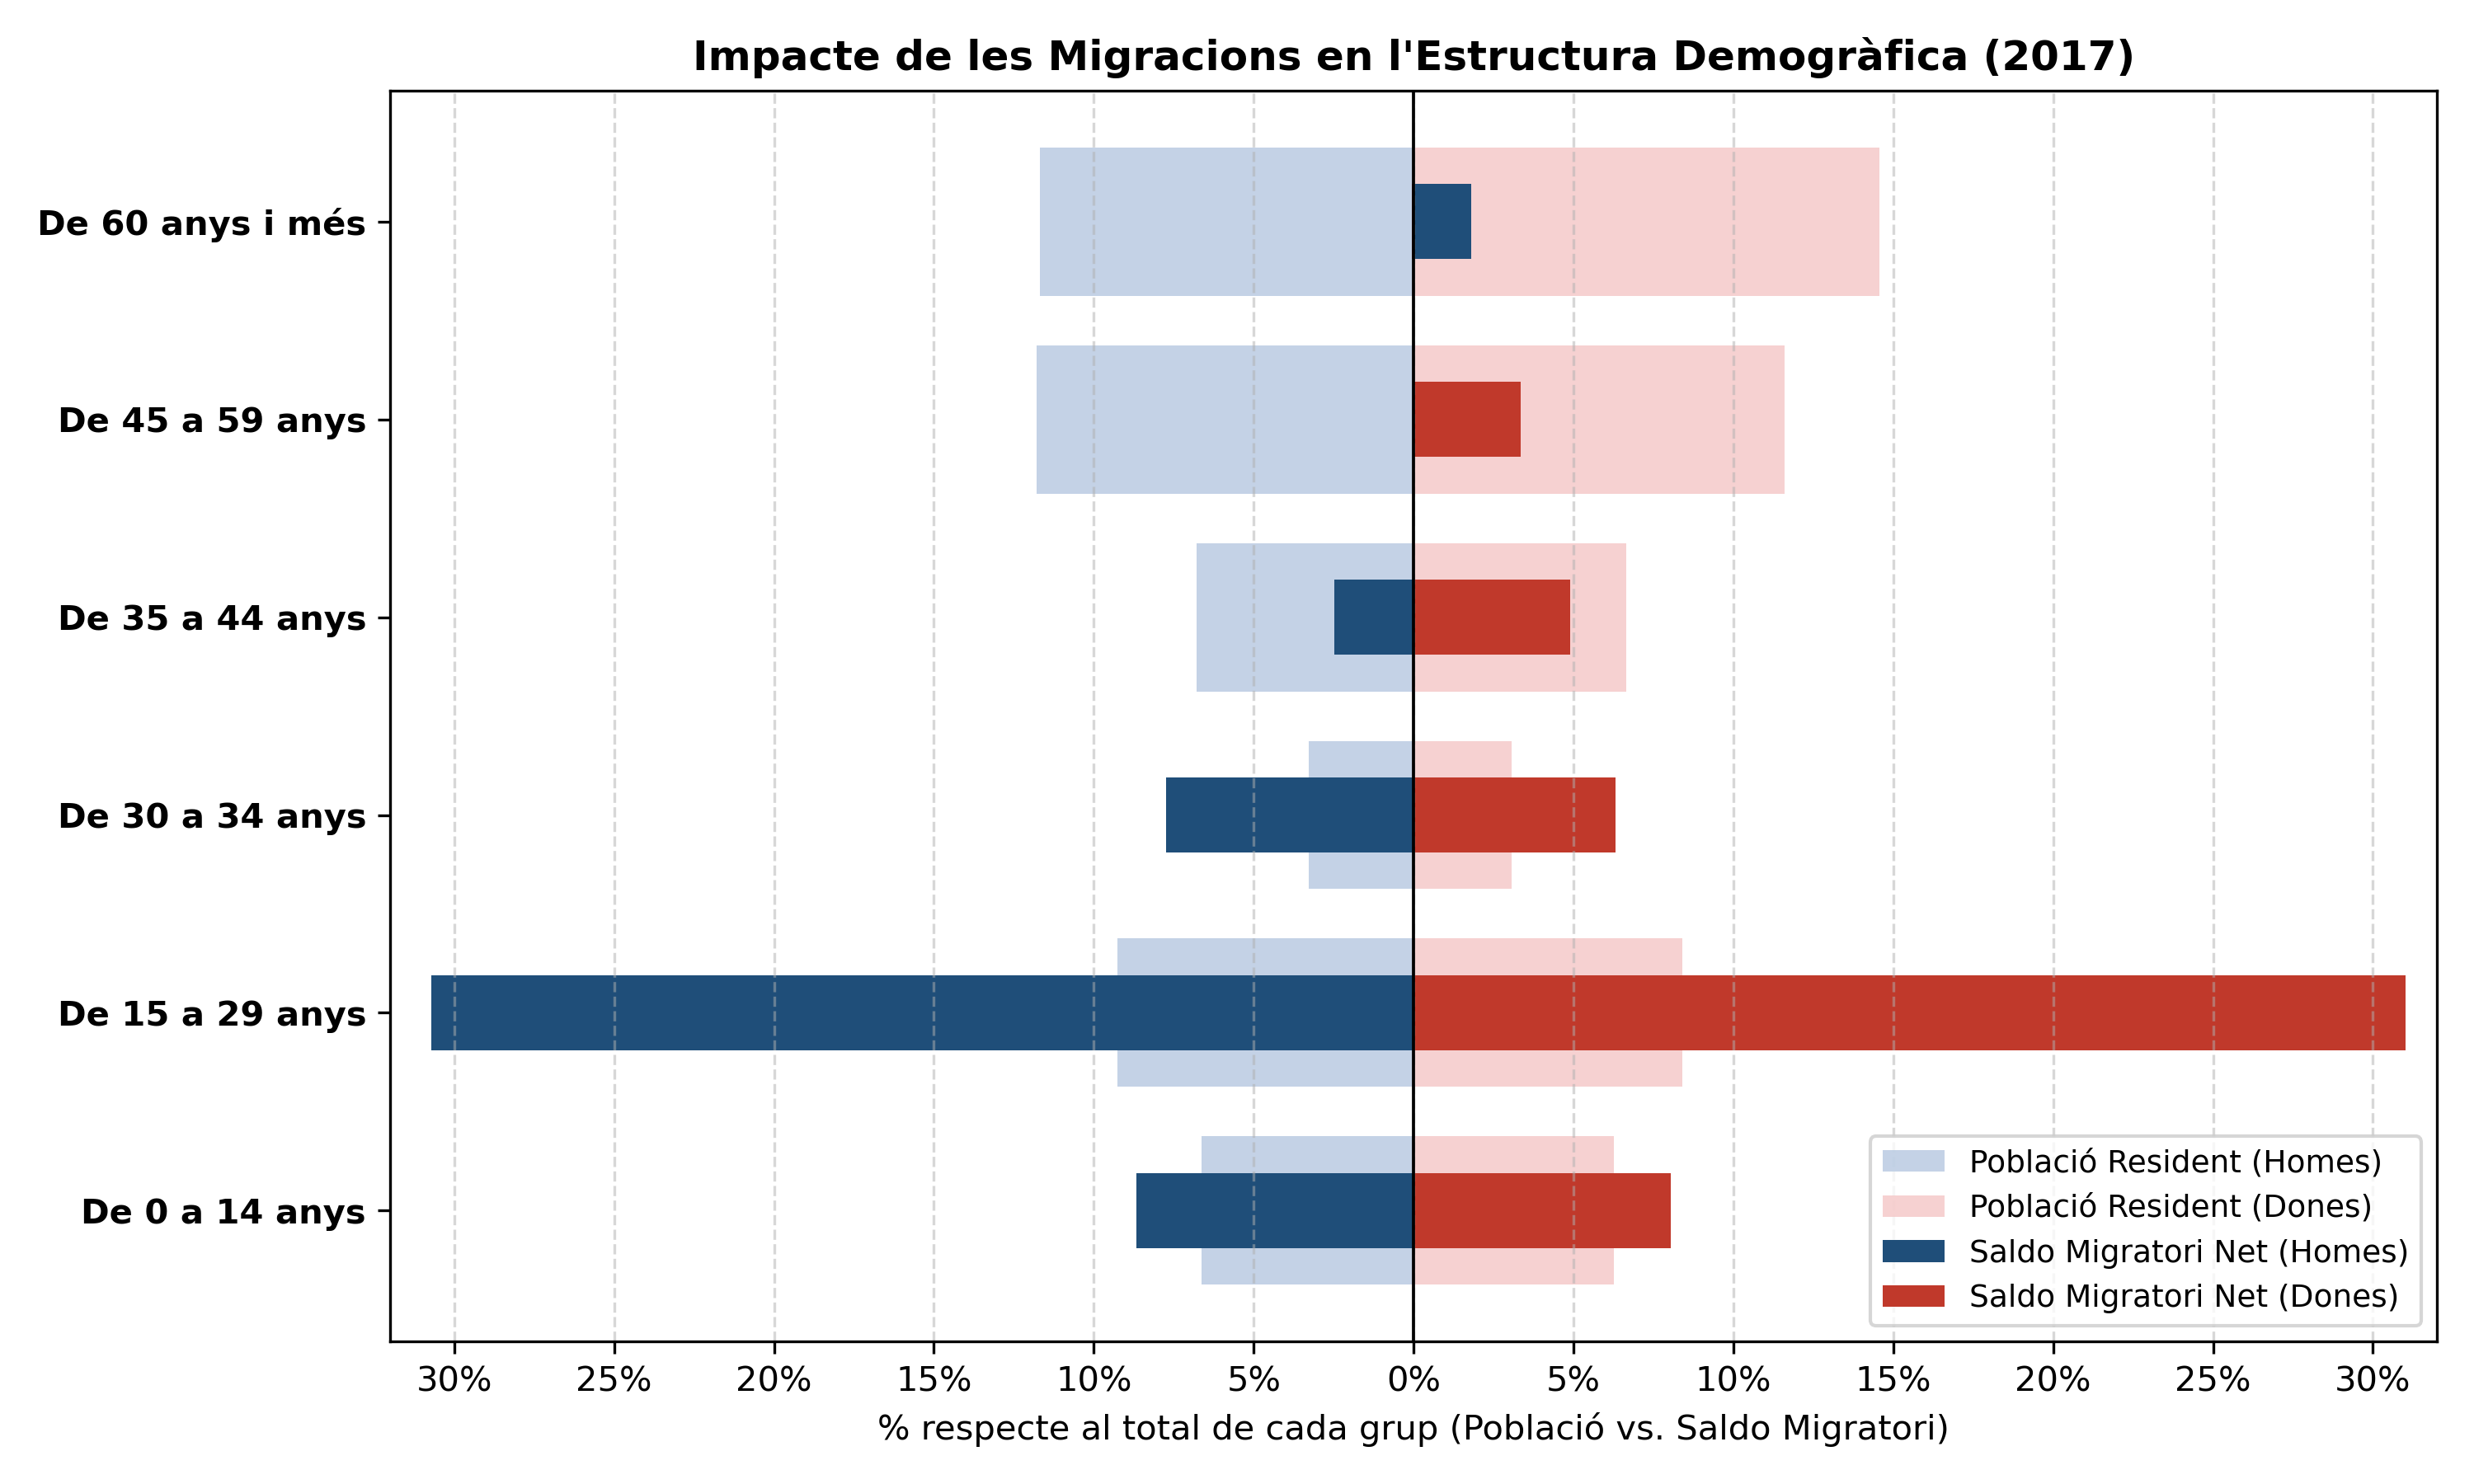 Impacte de les Migracions en l'Estructura Demogràfica (2017)
De 60 anys i més
De 45 a 59 anys
De 35 a 44 anys
De 30 a 34 anys
De 15 a 29 anys
De 0 a 14 anys
Població Resident (Homes)
Població Resident (Dones)
Saldo Migratori Net (Homes)
Saldo Migratori Net (Dones)
30% 25% 20% 15% 10% 5% 0% 5% 10% 15% 20% 25% 30%
% respecte al total de cada grup (Població vs. Saldo Migratori)